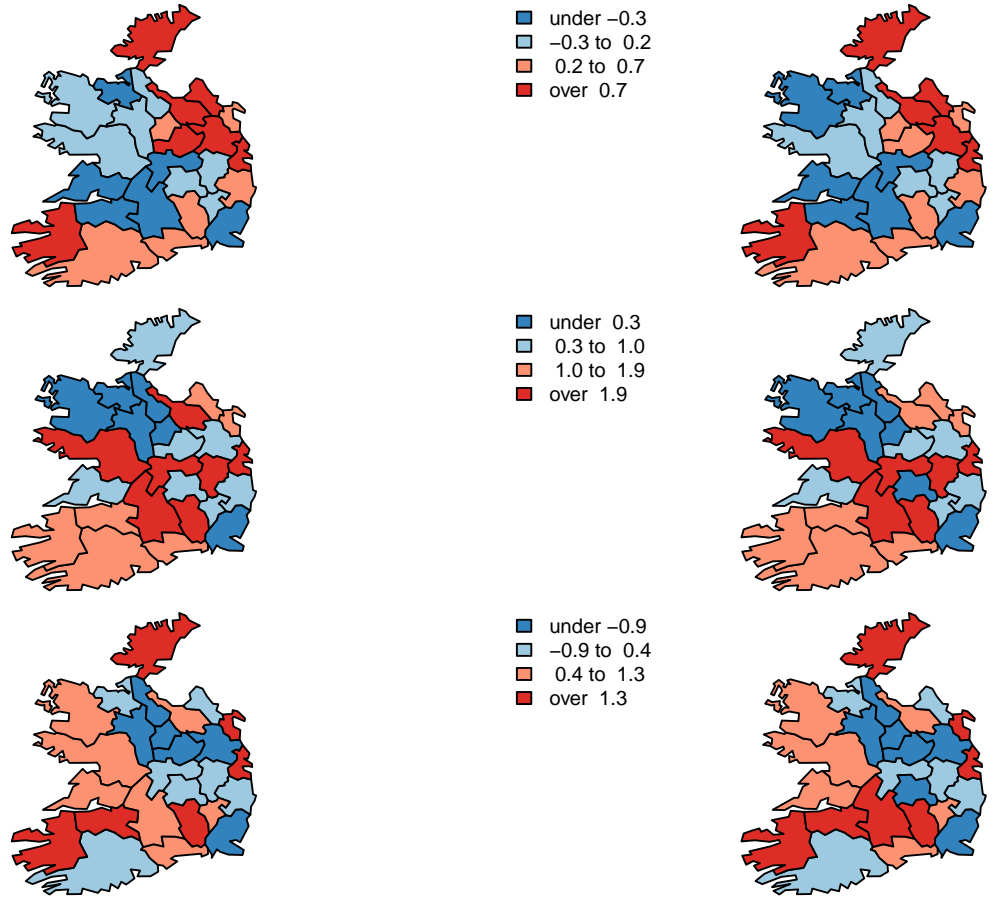 under −0.3
−0.3 to 0.2
0.2 to 0.7
over 0.7
under 0.3
0.3 to 1.0
1.0 to 1.9
over 1.9
under −0.9
−0.9 to 0.4
0.4 to 1.3
over 1.3